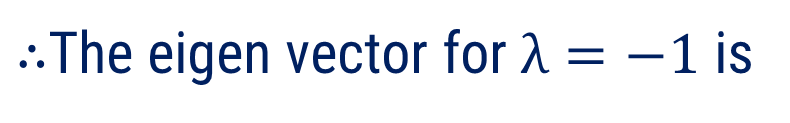 ∴The eigen vector for λ = −1 is